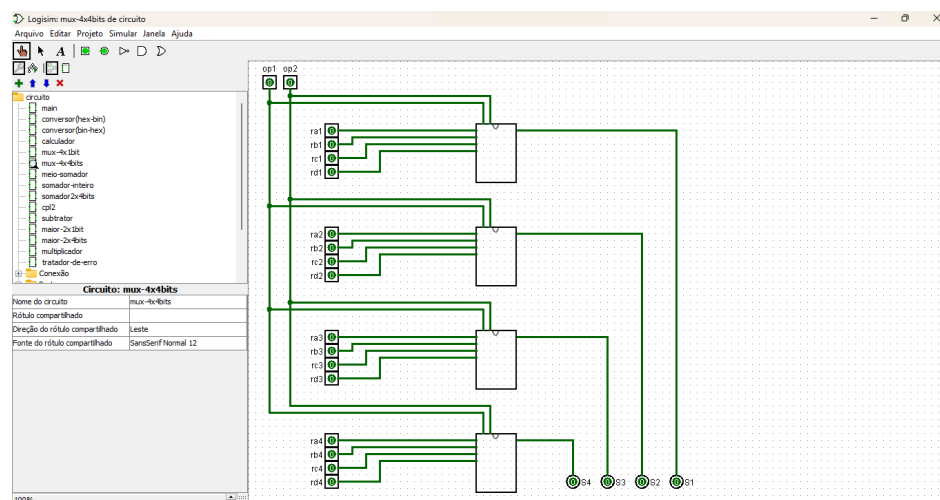 Logisim: mux-4x4bits de circuito
Arquivo Editar Projeto Simular Janela Ajuda
A
circuito
main
conversor(hex-bin)
conversor(bin-hex)
calculador
mux-4x1bit
mux-4x4bits
meio-somador
somador-inteiro
somador2x4bits
cpl2
subtrator
maior-2x1bit
maior-2x4bits
multiplicador
tratador-de-erro
Conexão
Circuito: mux-4x4bits
Nome do circuito mux-4x4bits
Rótulo compartilhado
Direção do rótulo compartilhado Leste
Fonte do rótulo compartilhado SansSerif Normal 12
100%
op1 op2
0 0
ra1 0
rb1 0
rc1 0
rd1 0
ra2 0
rb2 0
rc2 0
rd2 0
ra3 0
rb3 0
rc3 0
rd3 0
ra4 0
rb4 0
rc4 0
rd4 0
0 S4 0 S3 0 S2 0 S1